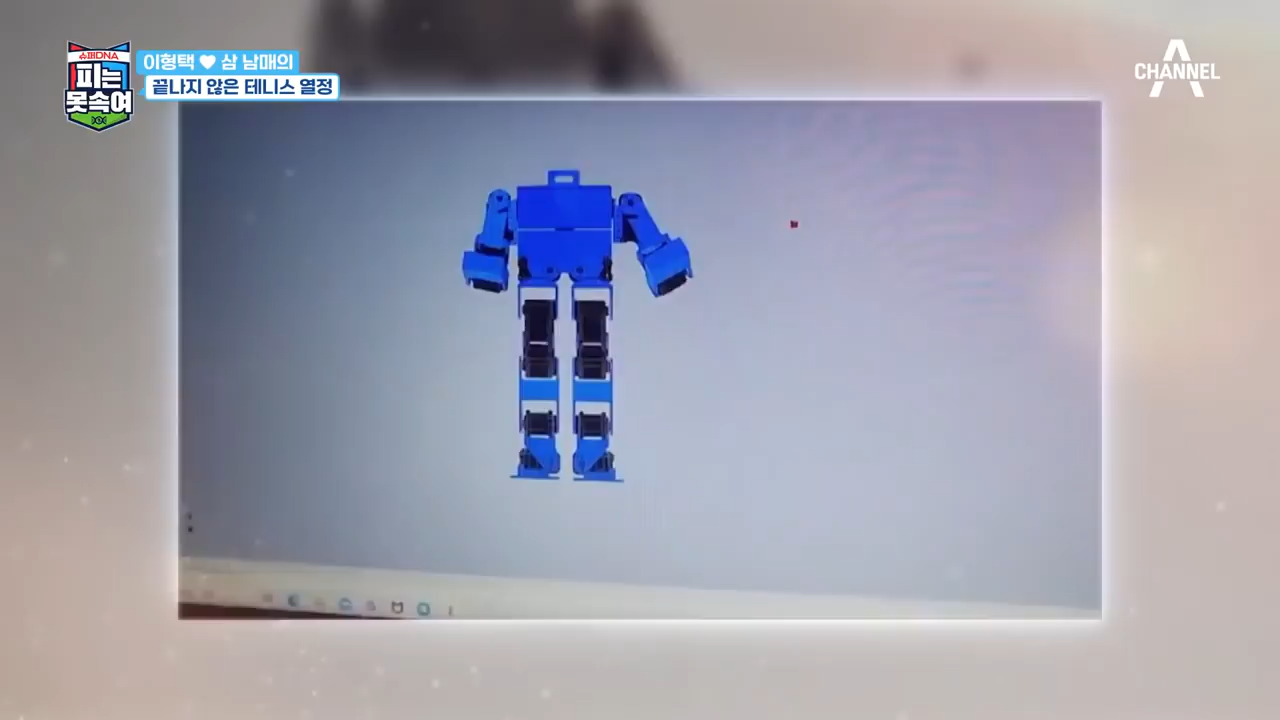 슈퍼DNA
피는
못속여
이형택 ♥ 삼 남매의
끝나지 않은 테니스 열정
CHANNEL A